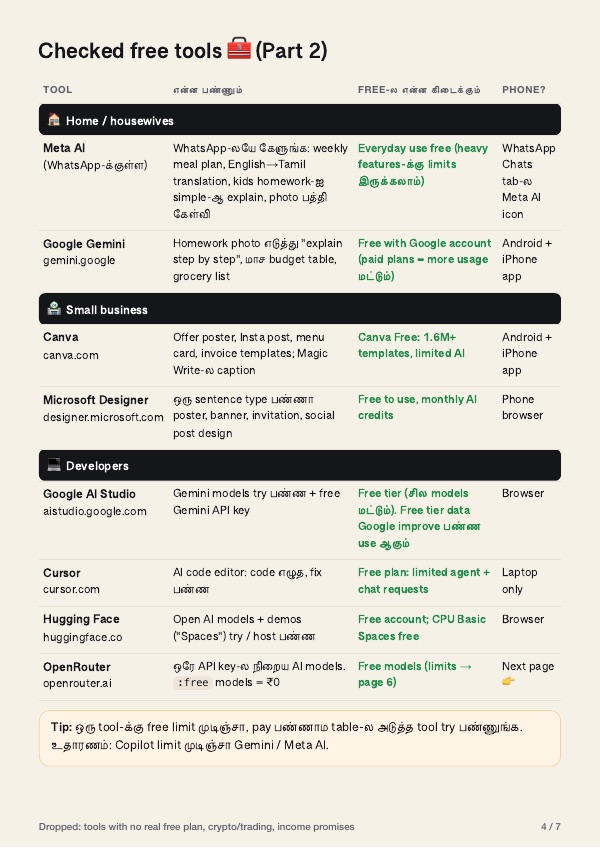 Checked free tools 🧰 (Part 2)
TOOL என்ன பண்ணும் FREE-ல என்ன கிடைக்கும் PHONE?
🏠 Home / housewives
Meta AI
(WhatsApp-க்குள்ள)
WhatsApp-லயே கேளுங்க: weekly
meal plan, English→Tamil
translation, kids homework-ஐ
simple-ஆ explain, photo பத்தி
கேள்வி
Everyday use free (heavy
features-க்கு limits
இருக்கலாம்)
WhatsApp
Chats
tab-ல
Meta AI
icon
Google Gemini
gemini.google
Homework photo எடுத்து "explain
step by step", மாச budget table,
grocery list
Free with Google account
(paid plans = more usage
மட்டும்)
Android +
iPhone
app
Small business
Canva
canva.com
Offer poster, Insta post, menu
card, invoice templates; Magic
Write-ல caption
Canva Free: 1.6M+
templates, limited AI
Android +
iPhone
app
Microsoft Designer
designer.microsoft.com
ஒரு sentence type பண்ணா
poster, banner, invitation, social
post design
Free to use, monthly AI
credits
Phone
browser
💻 Developers
Google AI Studio
aistudio.google.com
Gemini models try பண்ண + free
Gemini API key
Free tier (சில models
மட்டும்). Free tier data
Google improve பண்ண
use ஆகும்
Browser
Cursor
cursor.com
AI code editor: code எழுத, fix
பண்ண
Free plan: limited agent +
chat requests
Laptop
only
Hugging Face
huggingface.co
Open AI models + demos
("Spaces") try / host பண்ண
Free account; CPU Basic
Spaces free
Browser
OpenRouter
openrouter.ai
ஒரே API key-ல நிறைய AI models.
:free models = ₹0
Free models (limits →
page 6)
Next page
👉
Tip: ஒரு tool-க்கு free limit முடிஞ்சா, pay பண்ணாம table-ல அடுத்த tool try பண்ணுங்க.
உதாரணம்: Copilot limit முடிஞ்சா Gemini / Meta AI.
Dropped: tools with no real free plan, crypto/trading, income promises 4 / 7